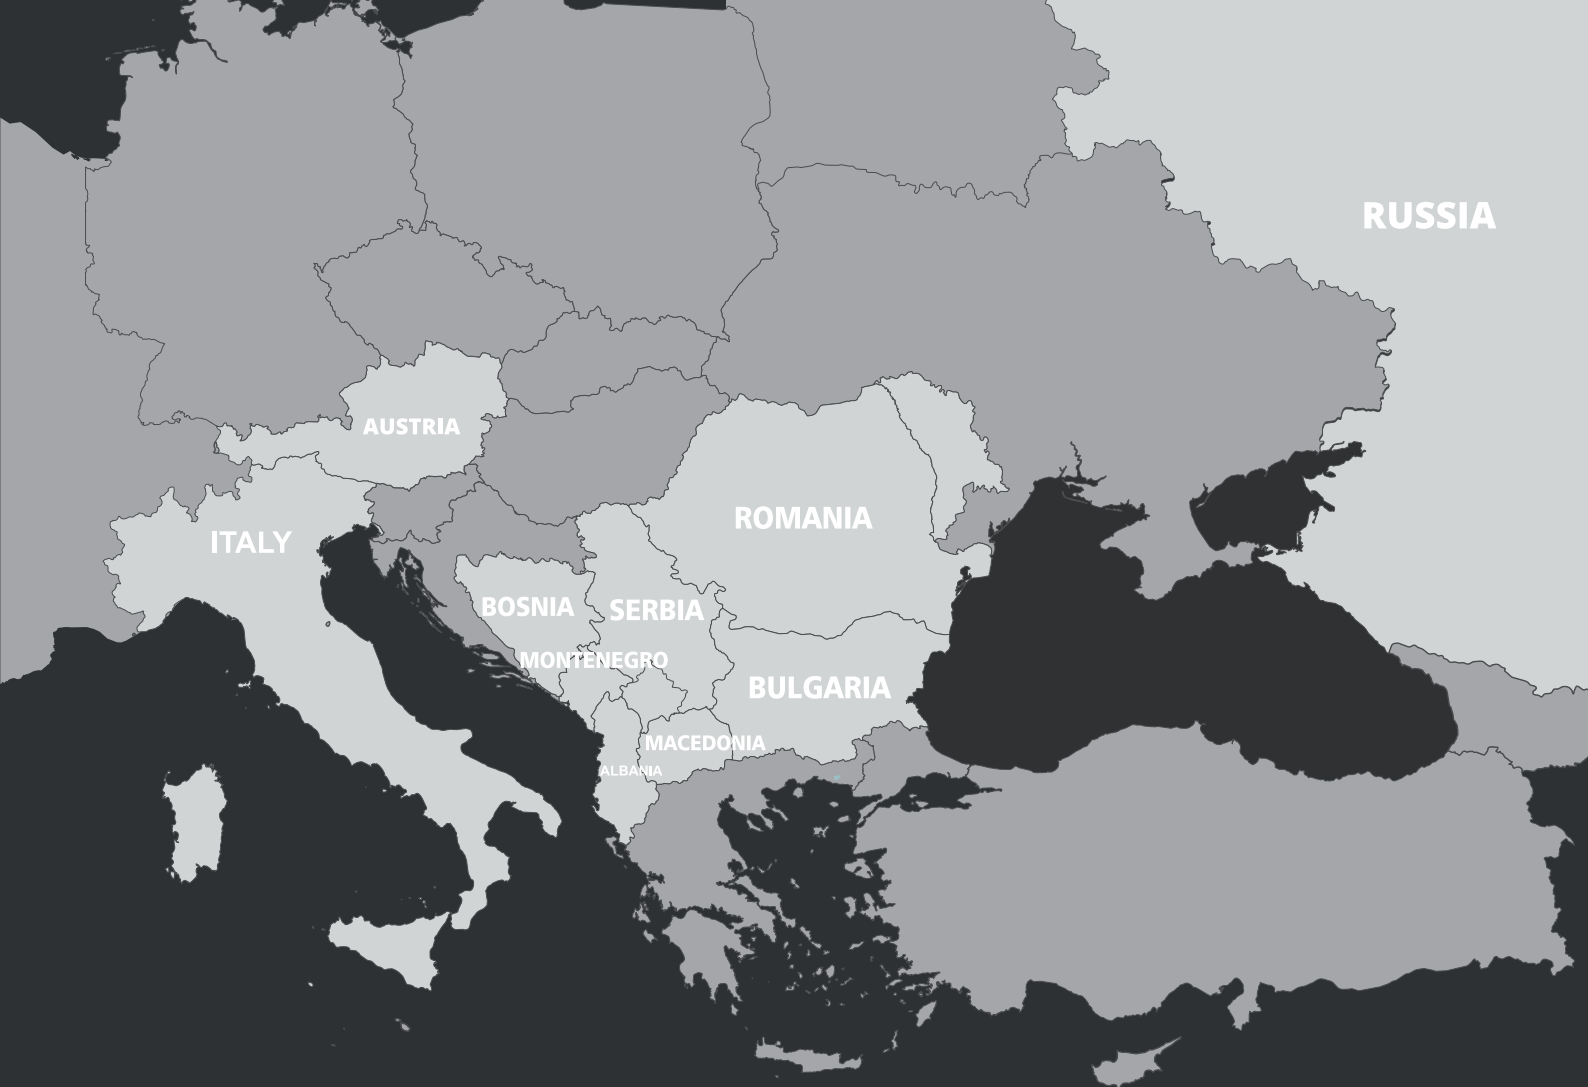 RUSSIA
AUSTRIA
ROMANIA
ITALY
BOSNIA
SERBIA
MONTENEGRO
BULGARIA
MACEDONIA
ALBANIA